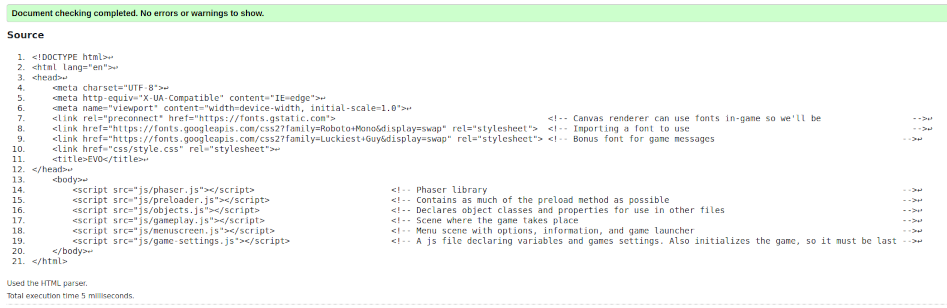 Document checking completed. No errors or warnings to show.
Source
1. <!DOCTYPE html>↩
2. <html lang="en">↩
3. <head>↩
4. <meta charset="UTF-8">↩
5. <meta http-equiv="X-UA-Compatible" content="IE=edge">↩
6. <meta name="viewport" content="width=device-width, initial-scale=1.0">↩
7. <link rel="preconnect" href="https://fonts.gstatic.com"> <!-- Canvas renderer can use fonts in-game so we'll be -->↩
8. <link href="https://fonts.googleapis.com/css2?family=Roboto+Mono&display=swap" rel="stylesheet"> <!-- Importing a font to use -->↩
9. <link href="https://fonts.googleapis.com/css2?family=Luckiest+Guy&display=swap" rel="stylesheet"> <!-- Bonus font for game messages -->↩
10. <link href="css/style.css" rel="stylesheet">↩
11. <title>EVO</title>↩
12. </head>↩
13. <body>↩
14. <script src="js/phaser.js"></script> <!-- Phaser library -->↩
15. <script src="js/preloader.js"></script> <!-- Contains as much of the preload method as possible -->↩
16. <script src="js/objects.js"></script> <!-- Declares object classes and properties for use in other files -->↩
17. <script src="js/gameplay.js"></script> <!-- Scene where the game takes place -->↩
18. <script src="js/menuscreen.js"></script> <!-- Menu scene with options, information, and game launcher -->↩
19. <script src="js/game-settings.js"></script> <!-- A js file declaring variables and games settings. Also initializes the game, so it must be last -->↩
20. </body>↩
21. </html>
Used the HTML parser.
Total execution time 5 milliseconds.